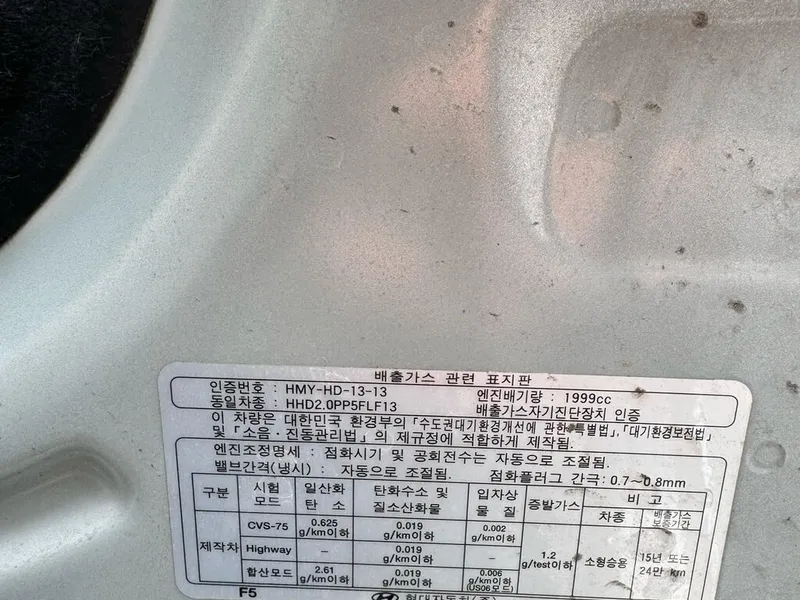 배출가스 관련 표지판
인증번호 : HMY-HD-13-13 엔진배기량 : 1999cc
동일차종 : HHD2.0PP5FLF13 배출가스자기진단장치 인증
이 차량은 대한민국 환경부의 「수도권대기환경개선에 관한 특별법」, 「대기환경보전법」
및 「소음 · 진동관리법」의 제규정에 적합하게 제작됨.
엔진조정명세 : 점화시기 및 공회전수는 자동으로 조절됨.
밸브간격(냉시) : 자동으로 조절됨. 점화플러그 간극: 0.7~0.8mm
구분 시험 모드 일산화 탄소 탄화수소 및 질소산화물 입자상 물질 증발가스 비고
차종 배출가스 보증기간
제작차 CVS-75 0.625 g/km이하 0.019 g/km이하 0.002 g/km이하 1.2 g/test이하 소형승용 15년 또는 24만 km
Highway – 0.019 g/km이하 –
합산모드 2.61 g/km이하 0.019 g/km이하 0.006 g/km이하 (US06모드)
F5 현대자동차(주)